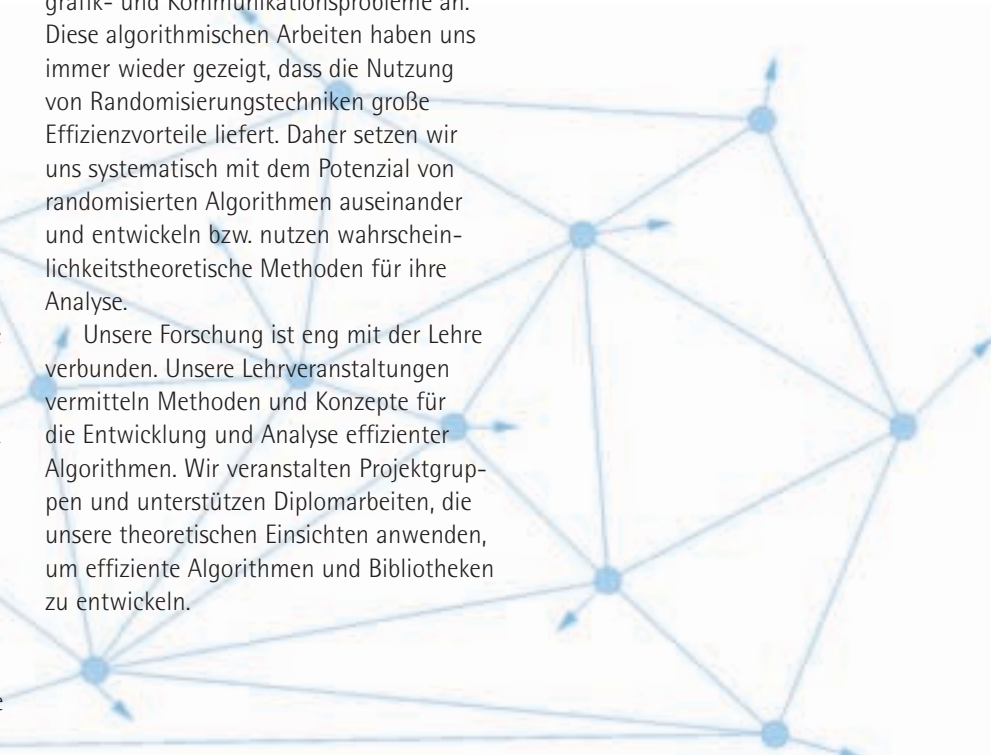 grafik- und Kommunikationsprobleme an.
Diese algorithmischen Arbeiten haben uns
immer wieder gezeigt, dass die Nutzung
von Randomisierungstechniken große
Effizienzvorteile liefert. Daher setzen wir
uns systematisch mit dem Potenzial von
randomisierten Algorithmen auseinander
und entwickeln bzw. nutzen wahrschein-
lichkeitstheoretische Methoden für ihre
Analyse.
Unsere Forschung ist eng mit der Lehre
verbunden. Unsere Lehrveranstaltungen
vermitteln Methoden und Konzepte für
die Entwicklung und Analyse effizienter
Algorithmen. Wir veranstalten Projektgrup-
pen und unterstützen Diplomarbeiten, die
unsere theoretischen Einsichten anwenden,
um effiziente Algorithmen und Bibliotheken
zu entwickeln.